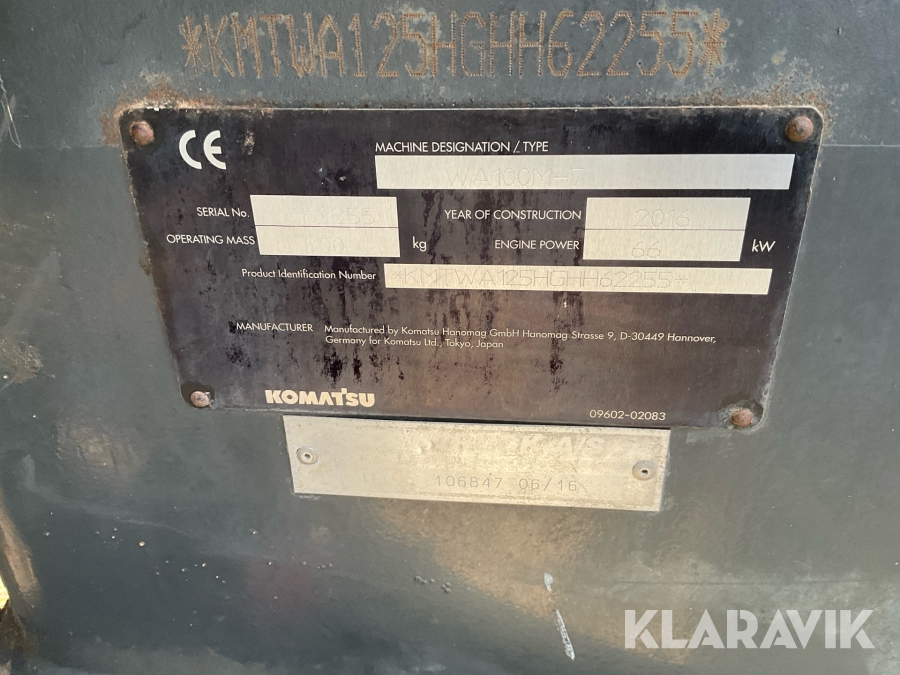 *KMTWA125HGHH62255*
CE
MACHINE DESIGNATION / TYPE
SERIAL No.
YEAR OF CONSTRUCTION 2016
OPERATING MASS kg
ENGINE POWER 66 kW
Product Identification Number *KMTWA125HGHH62255*
MANUFACTURER Manufactured by Komatsu Hanomag GmbH Hanomag Strasse 9, D-30449 Hannover,
Germany for Komatsu Ltd., Tokyo, Japan
KOMATSU
09602-02083
106847 06/16
KLARAVIK